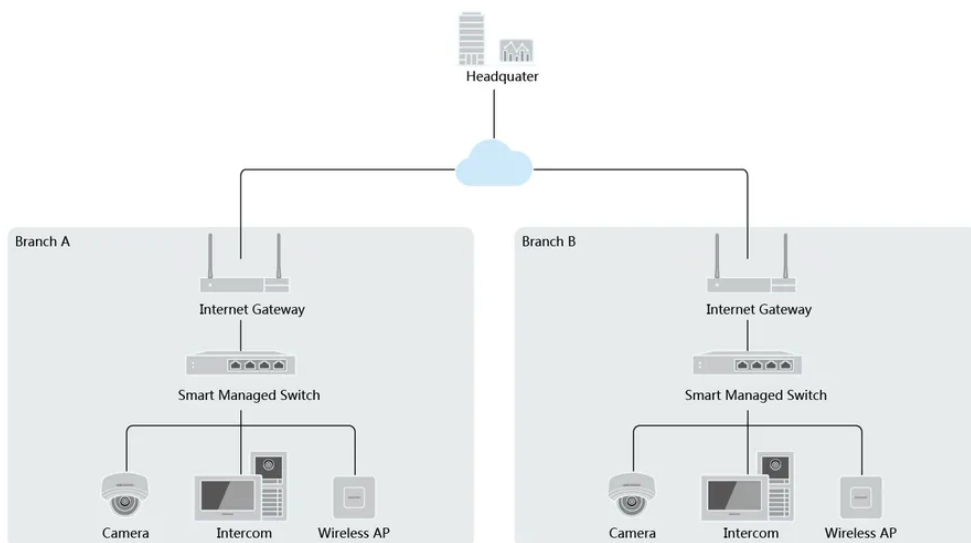 Headquater
Branch A
Branch B
Internet Gateway
Internet Gateway
Smart Managed Switch
Smart Managed Switch
Camera
Intercom
Wireless AP
Camera
Intercom
Wireless AP